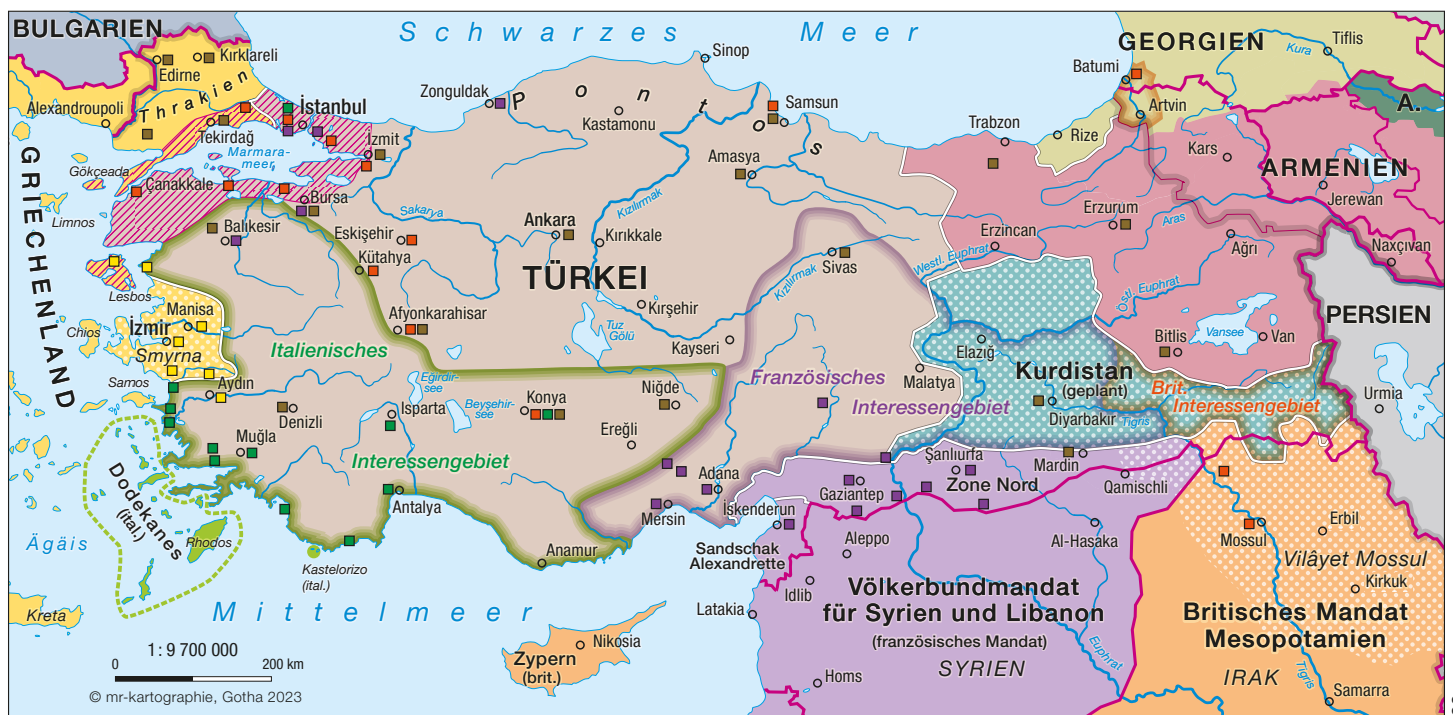 BULGARIEN
Schwarzes Meer
GEORGIEN
Tiflis
Kura
Batumi
Artvin
A.
Edirne
Kırklareli
Thrakien
Alexandroupoli
Tekirdağ
İstanbul
Marmara-
meer
İzmit
Gökçeada
Çanakkale
Bursa
Limnos
Zonguldak
Sinop
Pontos
Kastamonu
Samsun
Amasya
Trabzon
Rize
Kars
ARMENIEN
Jerewan
Naxçıvan
Erzurum
Aras
Erzincan
Ağrı
Westl. Euphrat
Östl. Euphrat
GRIECHENLAND
Balıkesir
Sakarya
Eskişehir
Kütahya
Ankara
Kızılırmak
Kırıkkale
TÜRKEI
Sivas
Kızılırmak
Lesbos
Manisa
İzmir
Smyrna
Chios
Samos
Aydın
Afyonkarahisar
Kırşehir
Tuz
Gölü
Kayseri
Italienisches
Interessengebiet
Eğirdir-
see
Beyşehir-
see
Isparta
Konya
Niğde
Ereğli
Denizli
Muğla
Antalya
Anamur
Französisches
Interessengebiet
Malatya
Elazığ
Kurdistan
(geplant)
Diyarbakir
Tigris
Bitlis
Vansee
Van
PERSIEN
Urmia
Brit.
Interessengebiet
Mardin
Şanlıurfa
Zone Nord
Qamischli
Gaziantep
Adana
Mersin
İskenderun
Sandschak
Alexandrette
Aleppo
Idlib
Latakia
Homs
Al-Hasaka
Völkerbundmandat
für Syrien und Libanon
(französisches Mandat)
SYRIEN
Euphrat
Mossul
Erbil
Vilâyet Mossul
Kirkuk
Britisches Mandat
Mesopotamien
IRAK
Tigris
Samarra
Ägäis
Dodekanes
(ital.)
Rhodos
Kastelorizo
(ital.)
Kreta
Mittelmeer
Zypern
(brit.)
Nikosia
1 : 9 700 000
0 200 km
© mr-kartographie, Gotha 2023